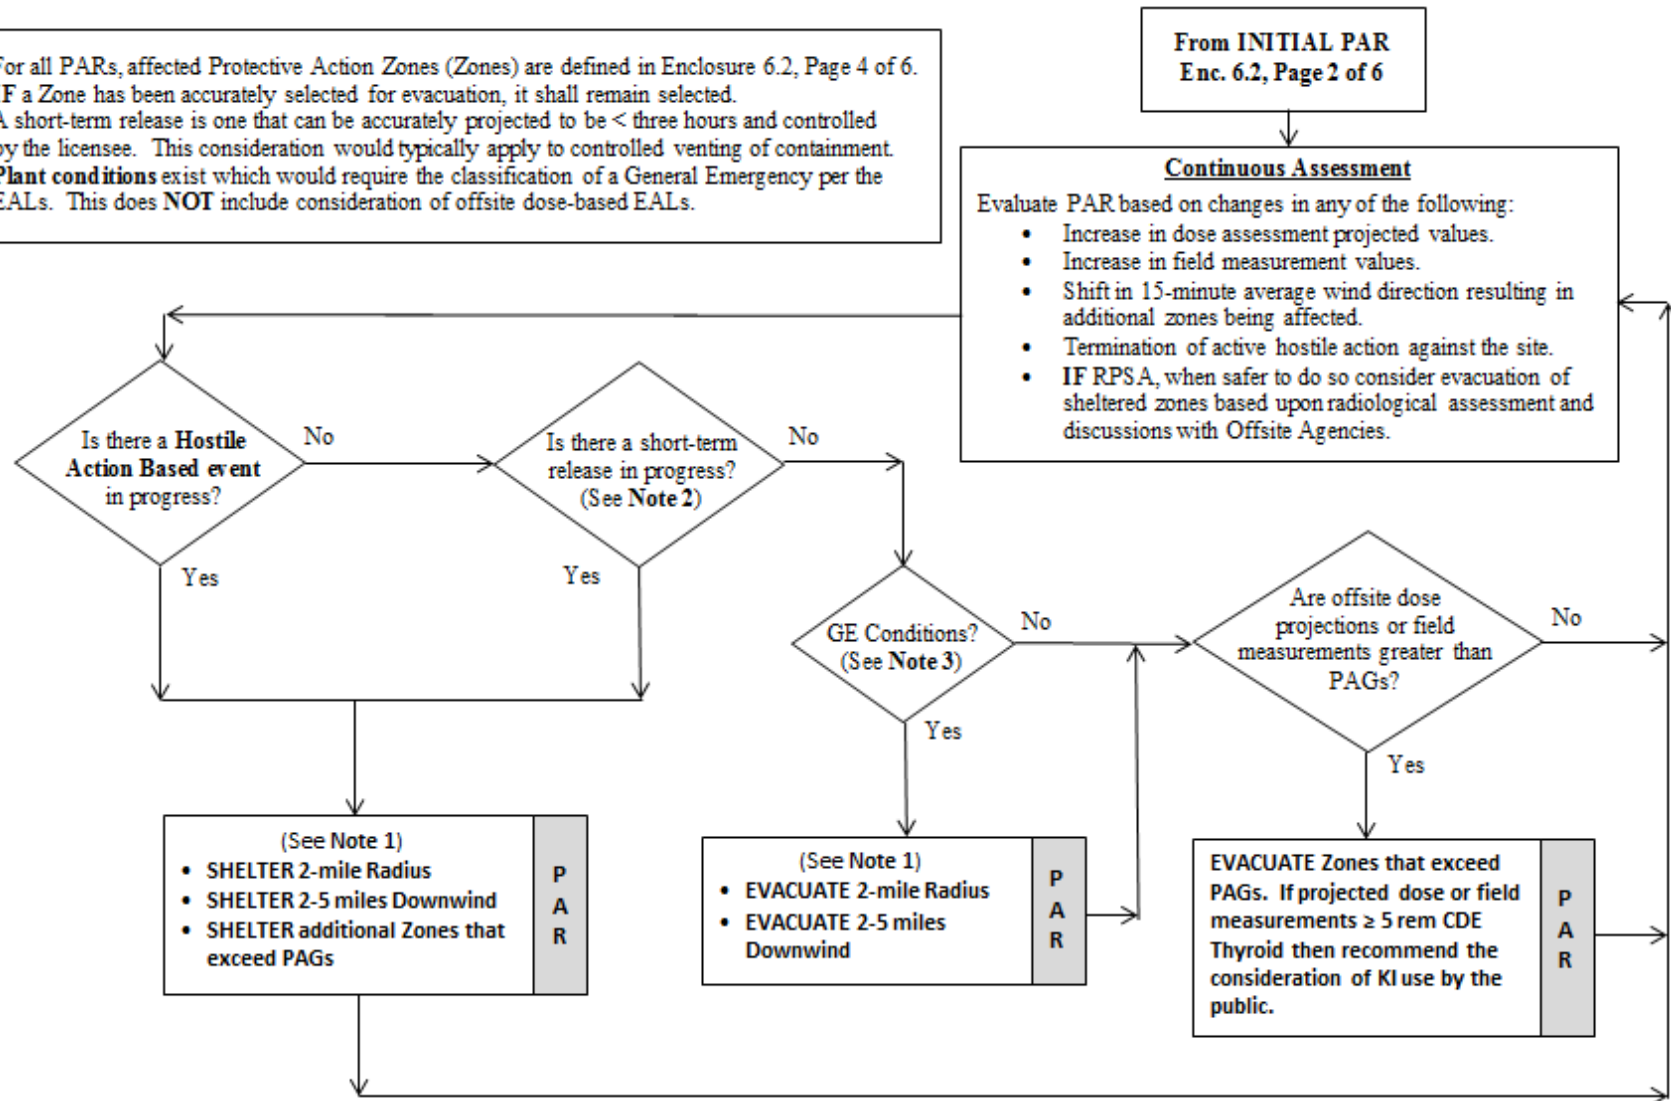 For all PARs, affected Protective Action Zones (Zones) are defined in Enclosure 6.2, Page 4 of 6.
IF a Zone has been accurately selected for evacuation, it shall remain selected.
A short-term release is one that can be accurately projected to be < three hours and controlled
by the licensee. This consideration would typically apply to controlled venting of containment.
Plant conditions exist which would require the classification of a General Emergency per the
EALs. This does NOT include consideration of offsite dose-based EALs.
From INITIAL PAR
Enc. 6.2, Page 2 of 6
Continuous Assessment
Evaluate PAR based on changes in any of the following:
• Increase in dose assessment projected values.
• Increase in field measurement values.
• Shift in 15-minute average wind direction resulting in
additional zones being affected.
• Termination of active hostile action against the site.
• IF RPSA, when safer to do so consider evacuation of
sheltered zones based upon radiological assessment and
discussions with Offsite Agencies.
Is there a Hostile
Action Based event
in progress?
No
Yes
Is there a short-term
release in progress?
(See Note 2)
No
Yes
GE Conditions?
(See Note 3)
No
Yes
Are offsite dose
projections or field
measurements greater than
PAGs?
No
Yes
(See Note 1)
• SHELTER 2-mile Radius
• SHELTER 2-5 miles Downwind
• SHELTER additional Zones that
exceed PAGs
P
A
R
(See Note 1)
• EVACUATE 2-mile Radius
• EVACUATE 2-5 miles
Downwind
P
A
R
EVACUATE Zones that exceed
PAGs. If projected dose or field
measurements ≥ 5 rem CDE
Thyroid then recommend the
consideration of KI use by the
public.
P
A
R